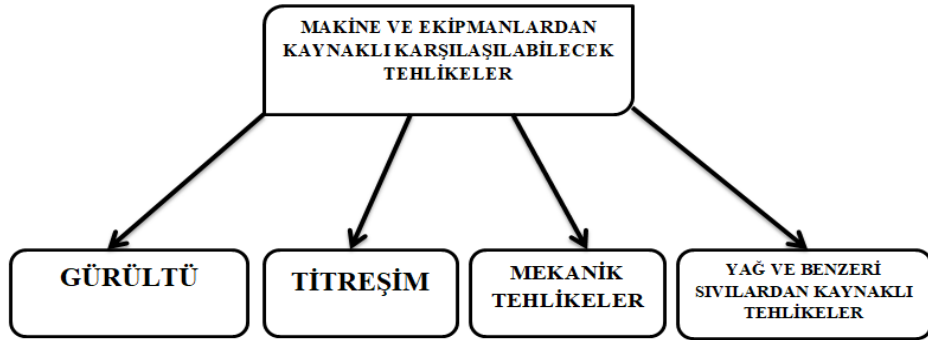 MAKİNE VE EKİPMANLARDAN
KAYNAKLI KARŞILAŞILABİLECEK
TEHLİKELER
GÜRÜLTÜ
TİTREŞİM
MEKANİK
TEHLİKELER
YAĞ VE BENZERİ
SIVILARDAN KAYNAKLI
TEHLİKELER